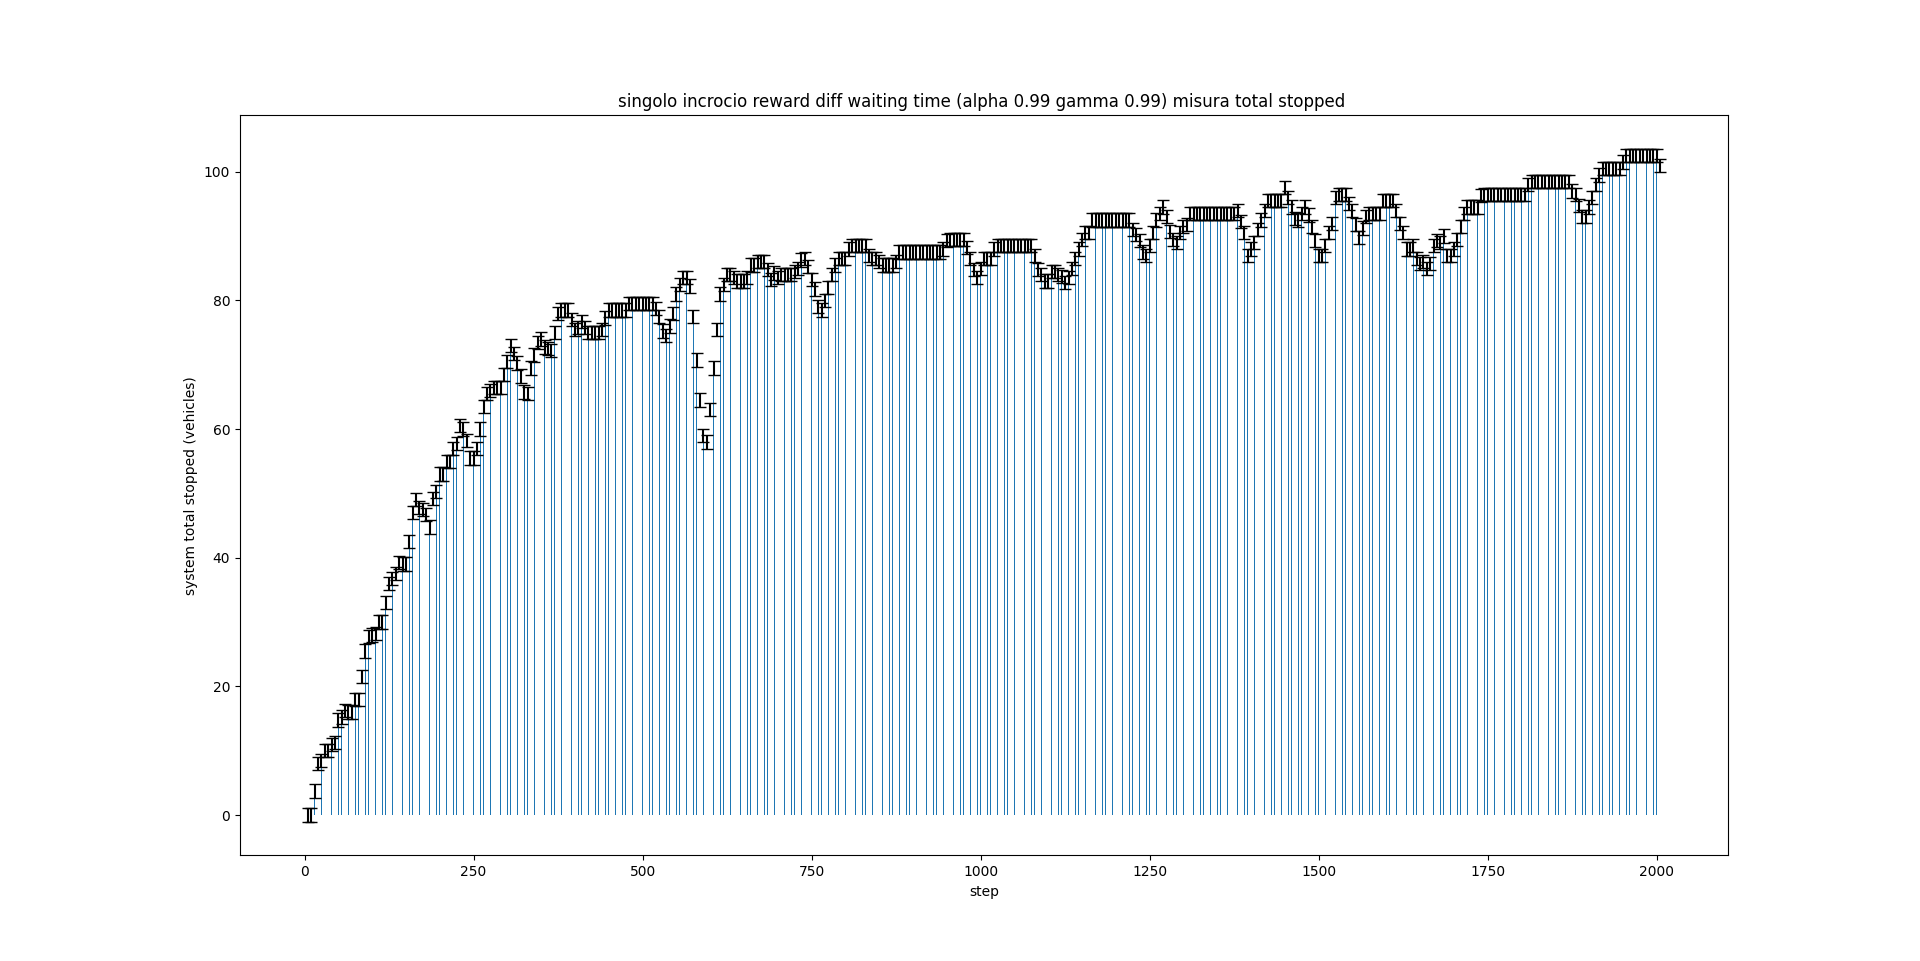 singolo incrocio reward diff waiting time (alpha 0.99 gamma 0.99) misura total stopped
system total stopped (vehicles)
100
80
60
40
20
0
0 250 500 750 1000 1250 1500 1750 2000
step